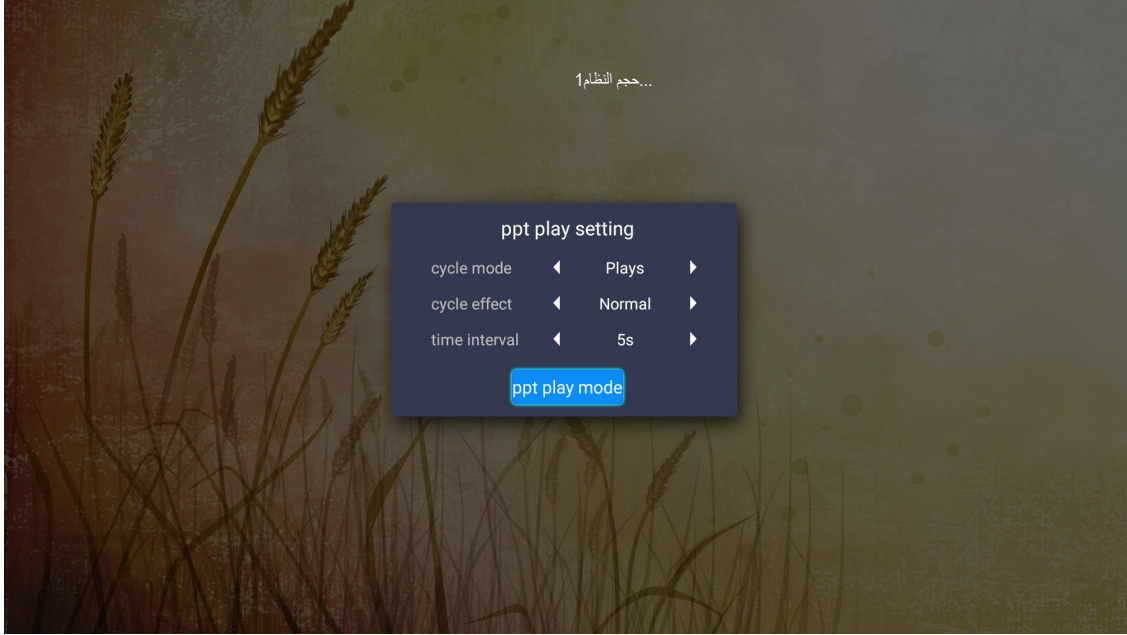 حجم النظام1...
ppt play setting
cycle mode Plays
cycle effect Normal
time interval 5s
ppt play mode